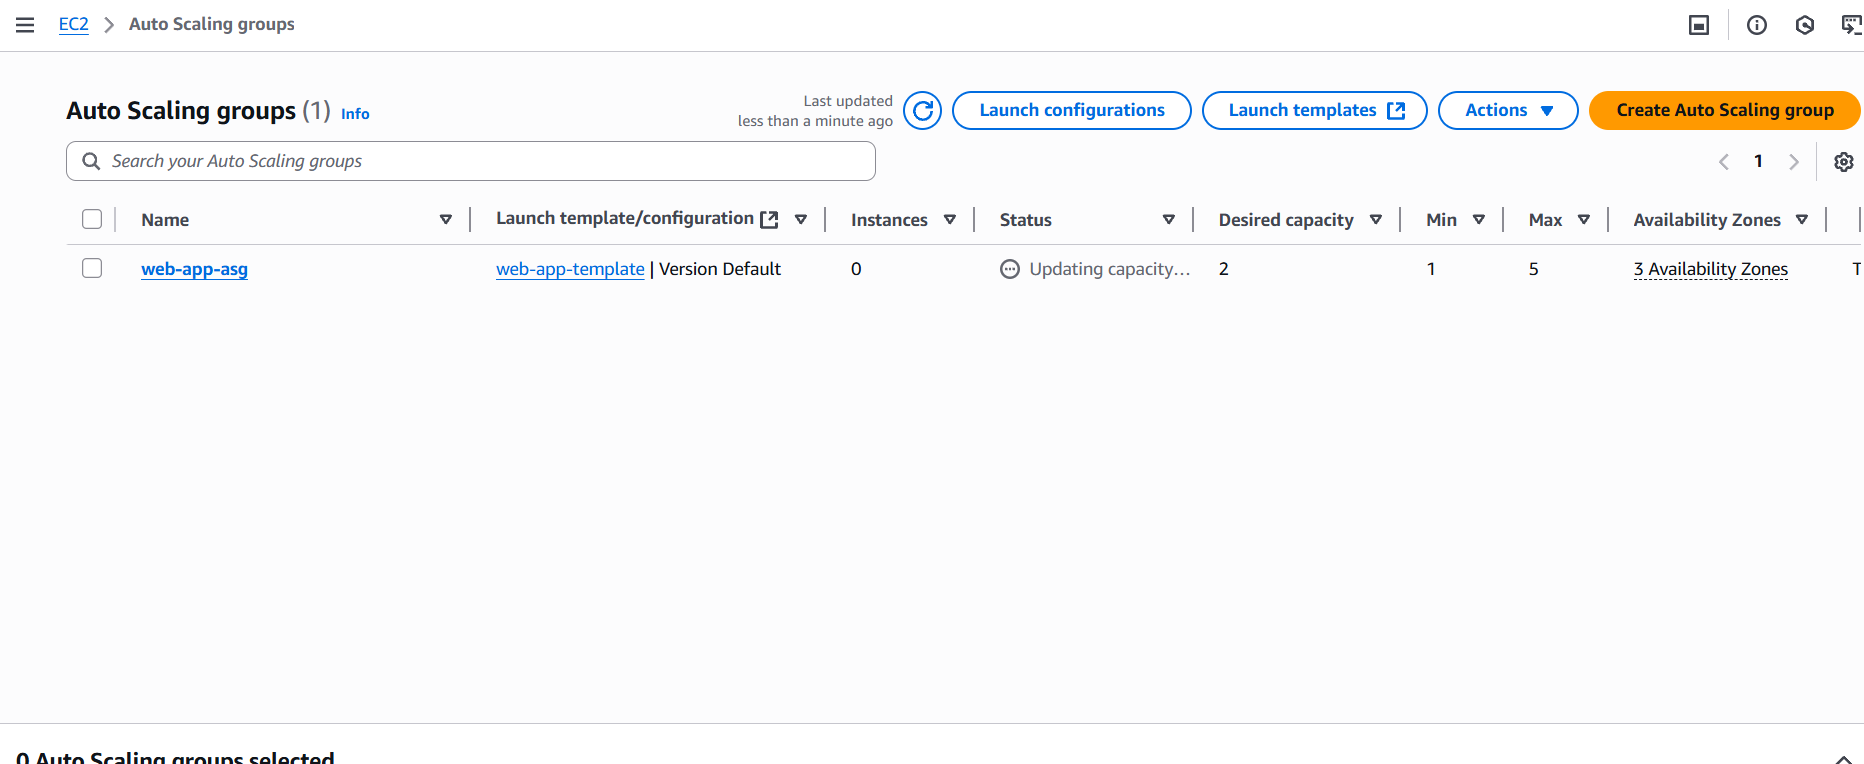 EC2 > Auto Scaling groups
Auto Scaling groups (1) Info
Last updated
less than a minute ago
Launch configurations
Launch templates
Actions
Create Auto Scaling group
Search your Auto Scaling groups
1
Name Launch template/configuration Instances Status Desired capacity Min Max Availability Zones
web-app-asg web-app-template | Version Default 0 Updating capacity... 2 1 5 3 Availability Zones
0 Auto Scaling groups selected